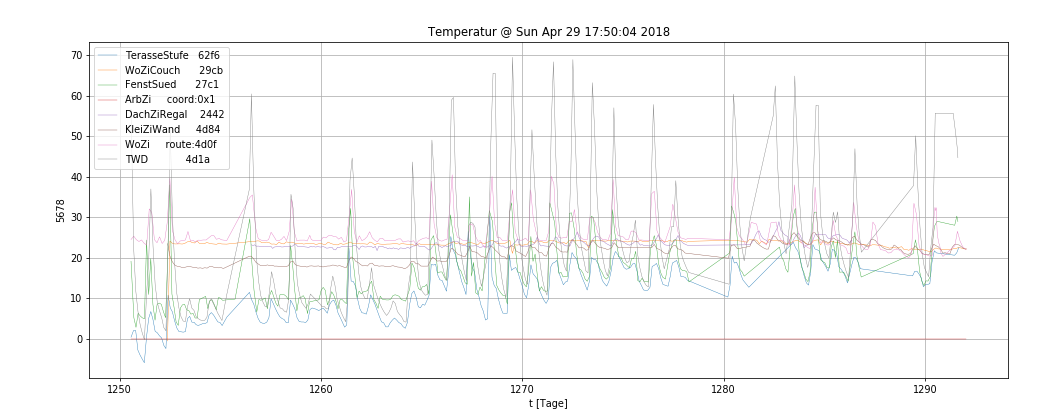 Temperatur @ Sun Apr 29 17:50:04 2018
70
60
50
40
30
20
10
0
5678
TerasseStufe 62f6
WoZiCouch 29cb
FenstSued 27c1
ArbZi coord:0x1
DachZiRegal 2442
KleiZiWand 4d84
WoZi route:4d0f
TWD 4d1a
1250 1260 1270 1280 1290
t [Tage]